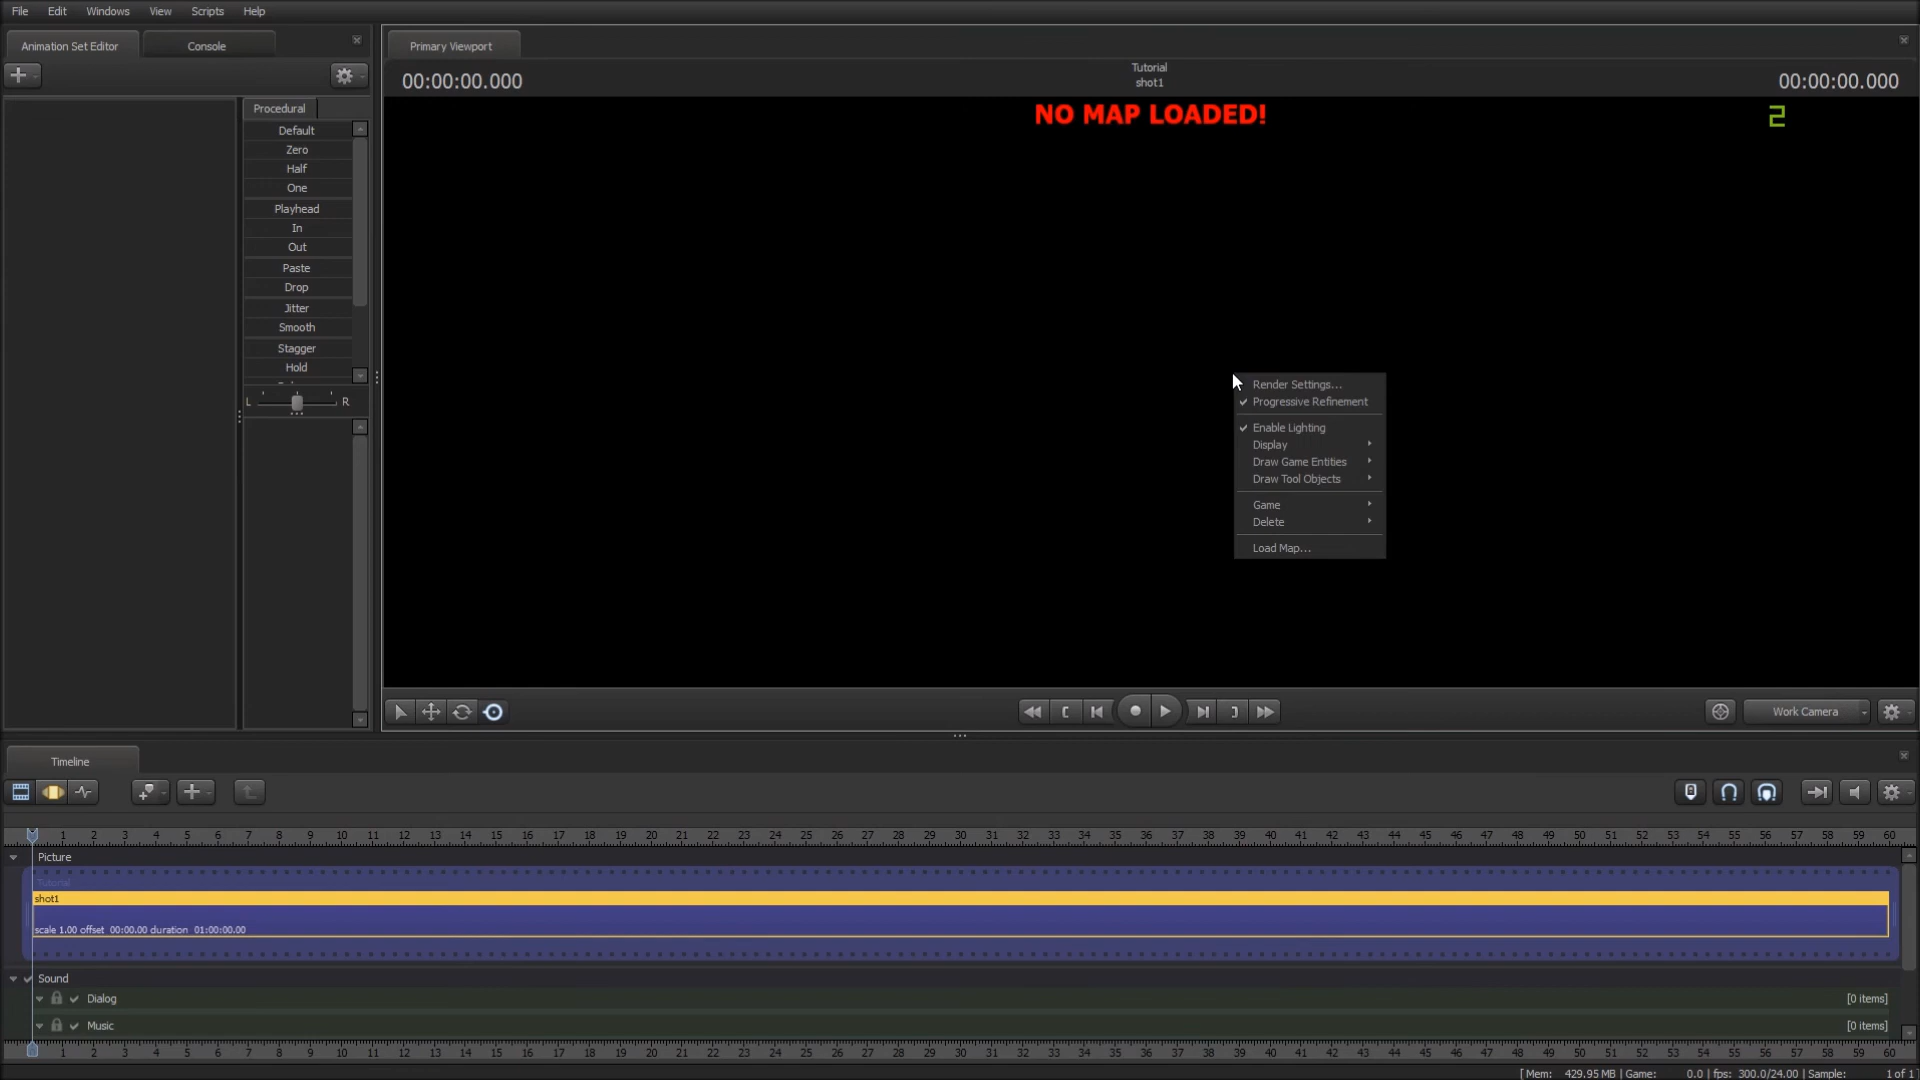 File Edit Windows View Scripts Help
Animation Set Editor Console Primary Viewport
00:00:00.000 Tutorial 00:00:00.000
shot1
NO MAP LOADED! 2
Procedural
Default
Zero
Half
One
Playhead
In
Out
Paste
Drop
Jitter
Smooth
Stagger
Hold
L R
Render Settings...
Progressive Refinement
Enable Lighting
Display
Draw Game Entities
Draw Tool Objects
Game
Delete
Load Map...
Work Camera
Timeline
1 2 3 4 5 6 7 8 9 10 11 12 13 14 15 16 17 18 19 20 21 22 23 24 25 26 27 28 29 30 31 32 33 34 35 36 37 38 39 40 41 42 43 44 45 46 47 48 49 50 51 52 53 54 55 56 57 58 59 60
Picture
Tutorial
shot1
scale 1.00 offset 00:00.00 duration 01:00:00.00
Sound
Dialog [0 items]
Music [0 items]
1 2 3 4 5 6 7 8 9 10 11 12 13 14 15 16 17 18 19 20 21 22 23 24 25 26 27 28 29 30 31 32 33 34 35 36 37 38 39 40 41 42 43 44 45 46 47 48 49 50 51 52 53 54 55 56 57 58 59 60
[ Mem: 429.95 MB | Game: 0.0 | fps: 300.0/24.00 | Sample: 1 of 1 ]